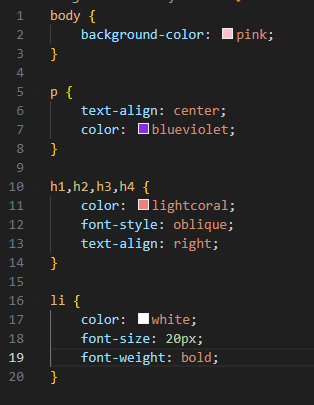 1 body {
2 background-color: pink;
3 }
4
5 p {
6 text-align: center;
7 color: blueviolet;
8 }
9
10 h1,h2,h3,h4 {
11 color: lightcoral;
12 font-style: oblique;
13 text-align: right;
14 }
15
16 li {
17 color: white;
18 font-size: 20px;
19 font-weight: bold;
20 }